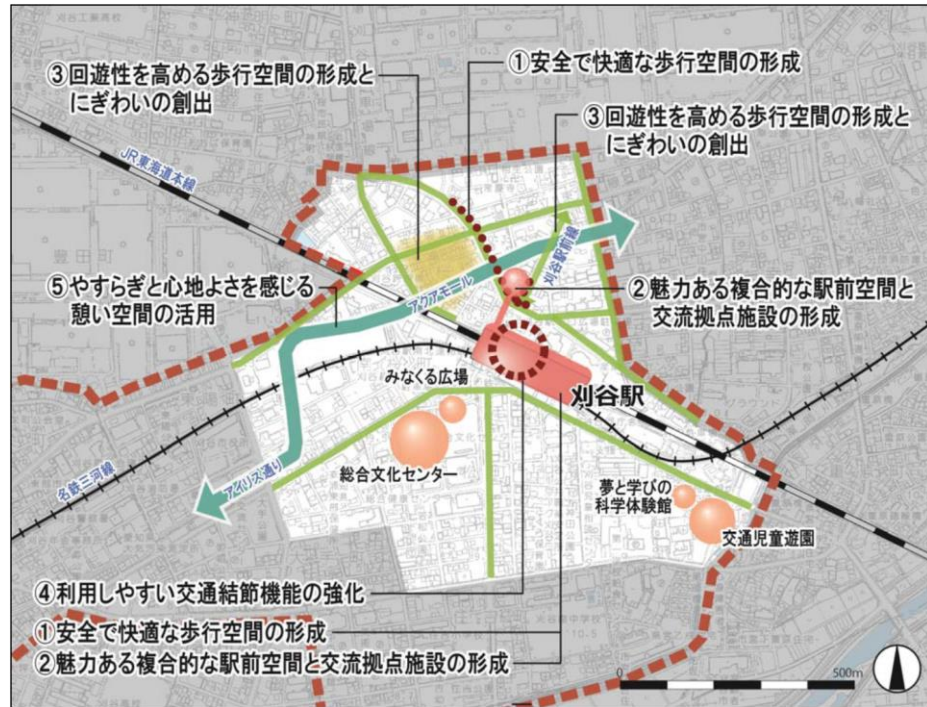 ③回遊性を高める歩行空間の形成と
にぎわいの創出
①安全で快適な歩行空間の形成
③回遊性を高める歩行空間の形成と
にぎわいの創出
JR東海道本線
豊田町
刈谷駅前線
アクアモール
⑤やすらぎと心地よさを感じる
憩い空間の活用
②魅力ある複合的な駅前空間と
交流拠点施設の形成
みなくる広場
刈谷駅
総合文化センター
名鉄三河線
アイリス通り
夢と学びの
科学体験館
交通児童遊園
④利用しやすい交通結節機能の強化
①安全で快適な歩行空間の形成
②魅力ある複合的な駅前空間と交流拠点施設の形成
0 500m